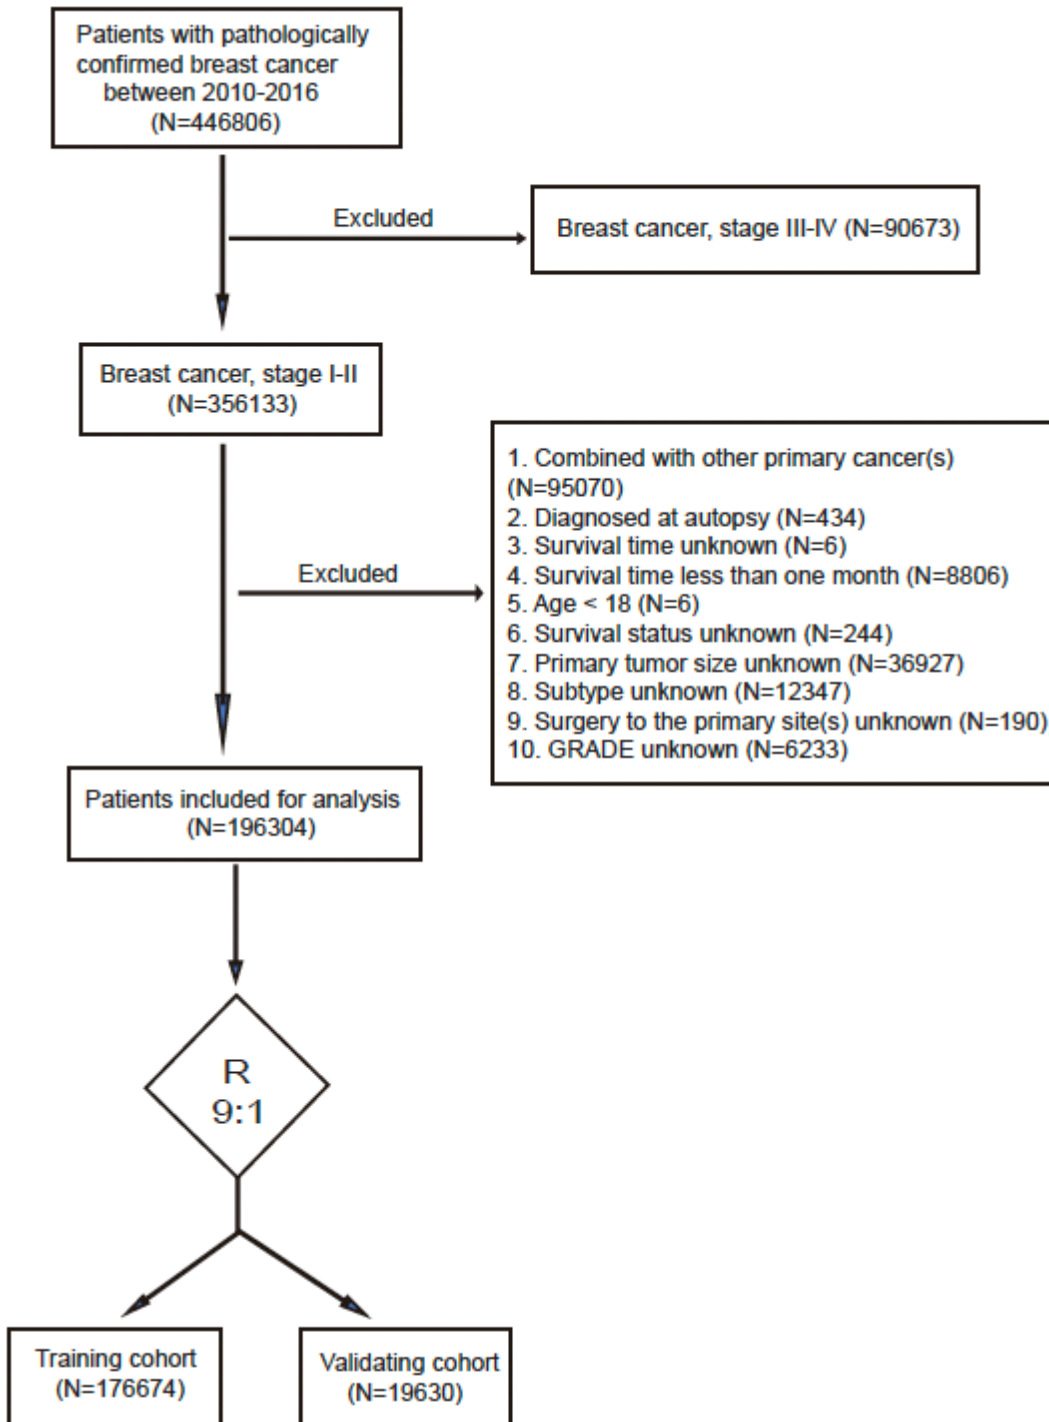 Patients with pathologically
confirmed breast cancer
between 2010-2016
(N=446806)
Excluded
Breast cancer, stage III-IV (N=90673)
Breast cancer, stage I-II
(N=356133)
Excluded
1. Combined with other primary cancer(s)
(N=95070)
2. Diagnosed at autopsy (N=434)
3. Survival time unknown (N=6)
4. Survival time less than one month (N=8806)
5. Age < 18 (N=6)
6. Survival status unknown (N=244)
7. Primary tumor size unknown (N=36927)
8. Subtype unknown (N=12347)
9. Surgery to the primary site(s) unknown (N=190)
10. GRADE unknown (N=6233)
Patients included for analysis
(N=196304)
R
9:1
Training cohort
(N=176674)
Validating cohort
(N=19630)